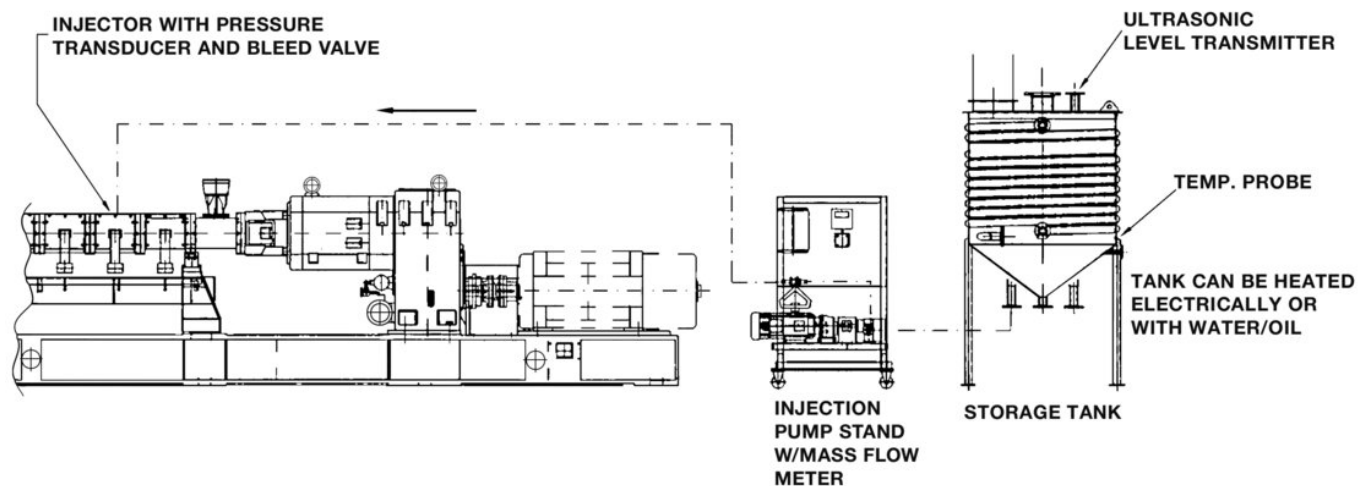 INJECTOR WITH PRESSURE
TRANSDUCER AND BLEED VALVE
ULTRASONIC
LEVEL TRANSMITTER
TEMP. PROBE
TANK CAN BE HEATED
ELECTRICALLY OR
WITH WATER/OIL
INJECTION
PUMP STAND
W/MASS FLOW
METER
STORAGE TANK